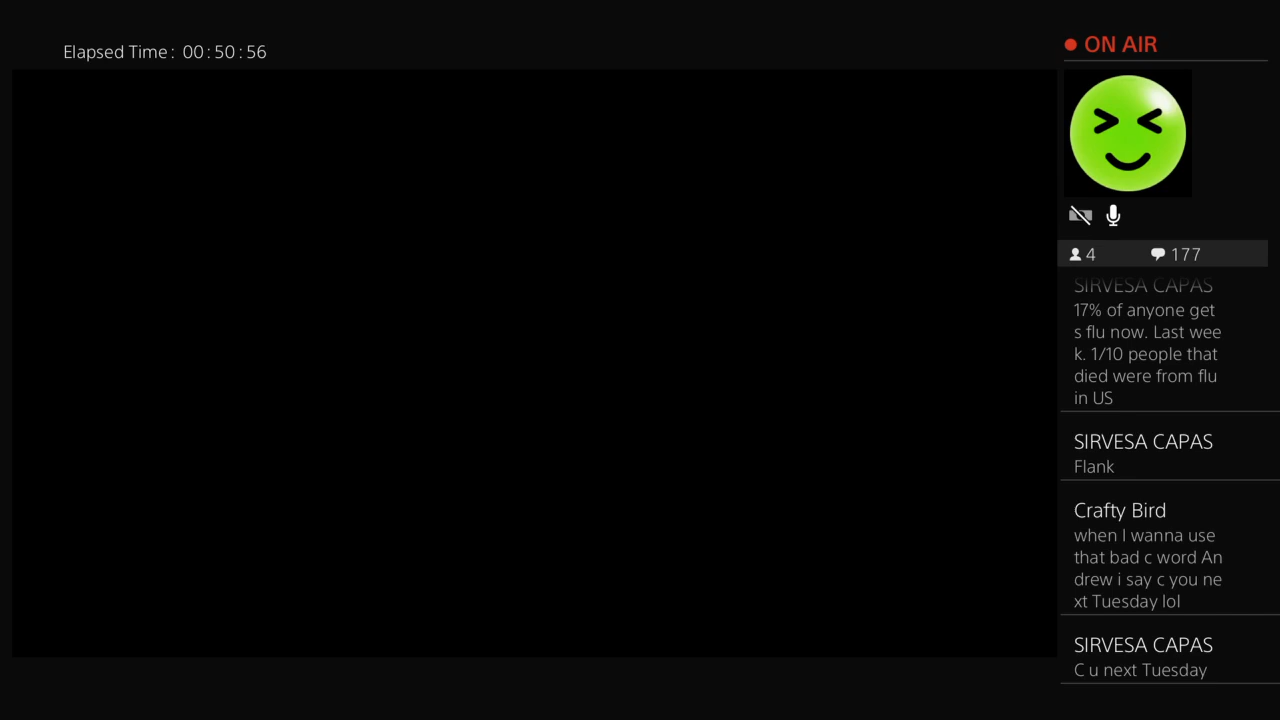 Elapsed Time: 00:50:56
ON AIR
4 177
SIRVESA CAPAS
17% of anyone get
s flu now. Last wee
k. 1/10 people that
died were from flu
in US
SIRVESA CAPAS
Flank
Crafty Bird
when I wanna use
that bad c word An
drew i say c you ne
xt Tuesday lol
SIRVESA CAPAS
C u next Tuesday